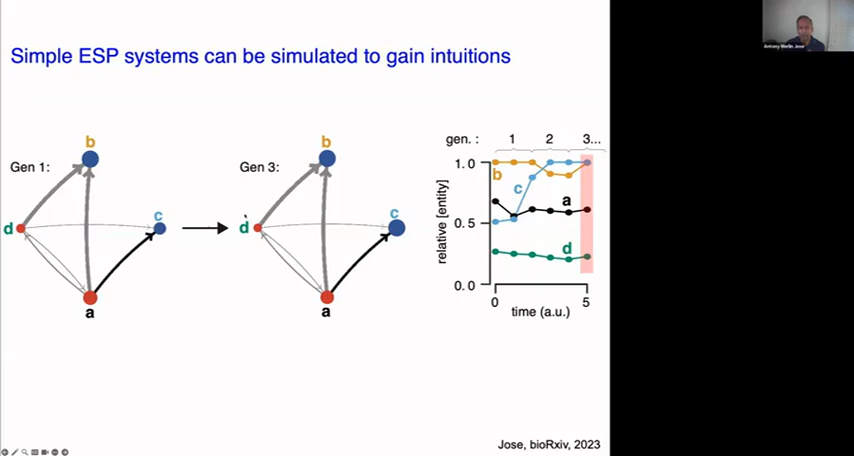 Simple ESP systems can be simulated to gain intuitions
Gen 1:
b
d
c
a
Gen 3:
b
d
c
a
gen. : 1 2 3...
relative [entity]
1.0
0.5
0.0
b
c
a
d
0 5
time (a.u.)
Jose, bioRxiv, 2023
Antony Merlin Jose